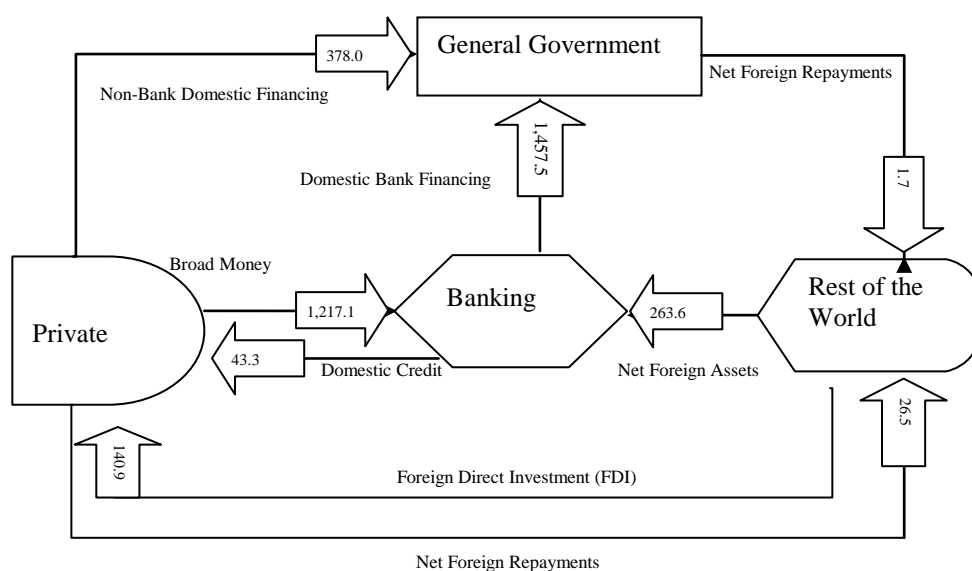 General Government
378.0
Net Foreign Repayments
Non-Bank Domestic Financing
1,457.5
Domestic Bank Financing
1.7
Broad Money
Rest of the
World
Banking
1,217.1
263.6
Private
43.3
Domestic Credit
Net Foreign Assets
26.5
140.9
Foreign Direct Investment (FDI)
Net Foreign Repayments